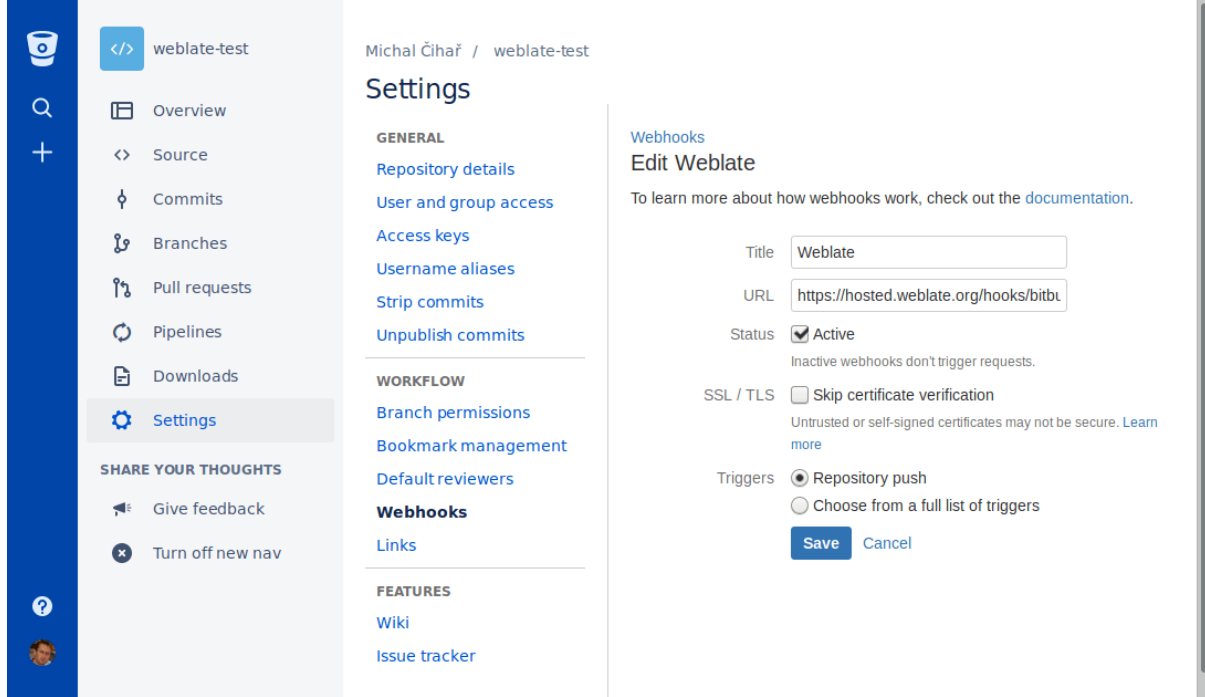 </> weblate-test
Overview
Source
Commits
Branches
Pull requests
Pipelines
Downloads
Settings
SHARE YOUR THOUGHTS
Give feedback
Turn off new nav
Michal Čihař / weblate-test
Settings
GENERAL
Repository details
User and group access
Access keys
Username aliases
Strip commits
Unpublish commits
WORKFLOW
Branch permissions
Bookmark management
Default reviewers
Webhooks
Links
FEATURES
Wiki
Issue tracker
Webhooks
Edit Weblate
To learn more about how webhooks work, check out the documentation.
Title Weblate
URL https://hosted.weblate.org/hooks/bitbu
Status Active
Inactive webhooks don't trigger requests.
SSL / TLS Skip certificate verification
Untrusted or self-signed certificates may not be secure. Learn
more
Triggers Repository push
Choose from a full list of triggers
Save Cancel